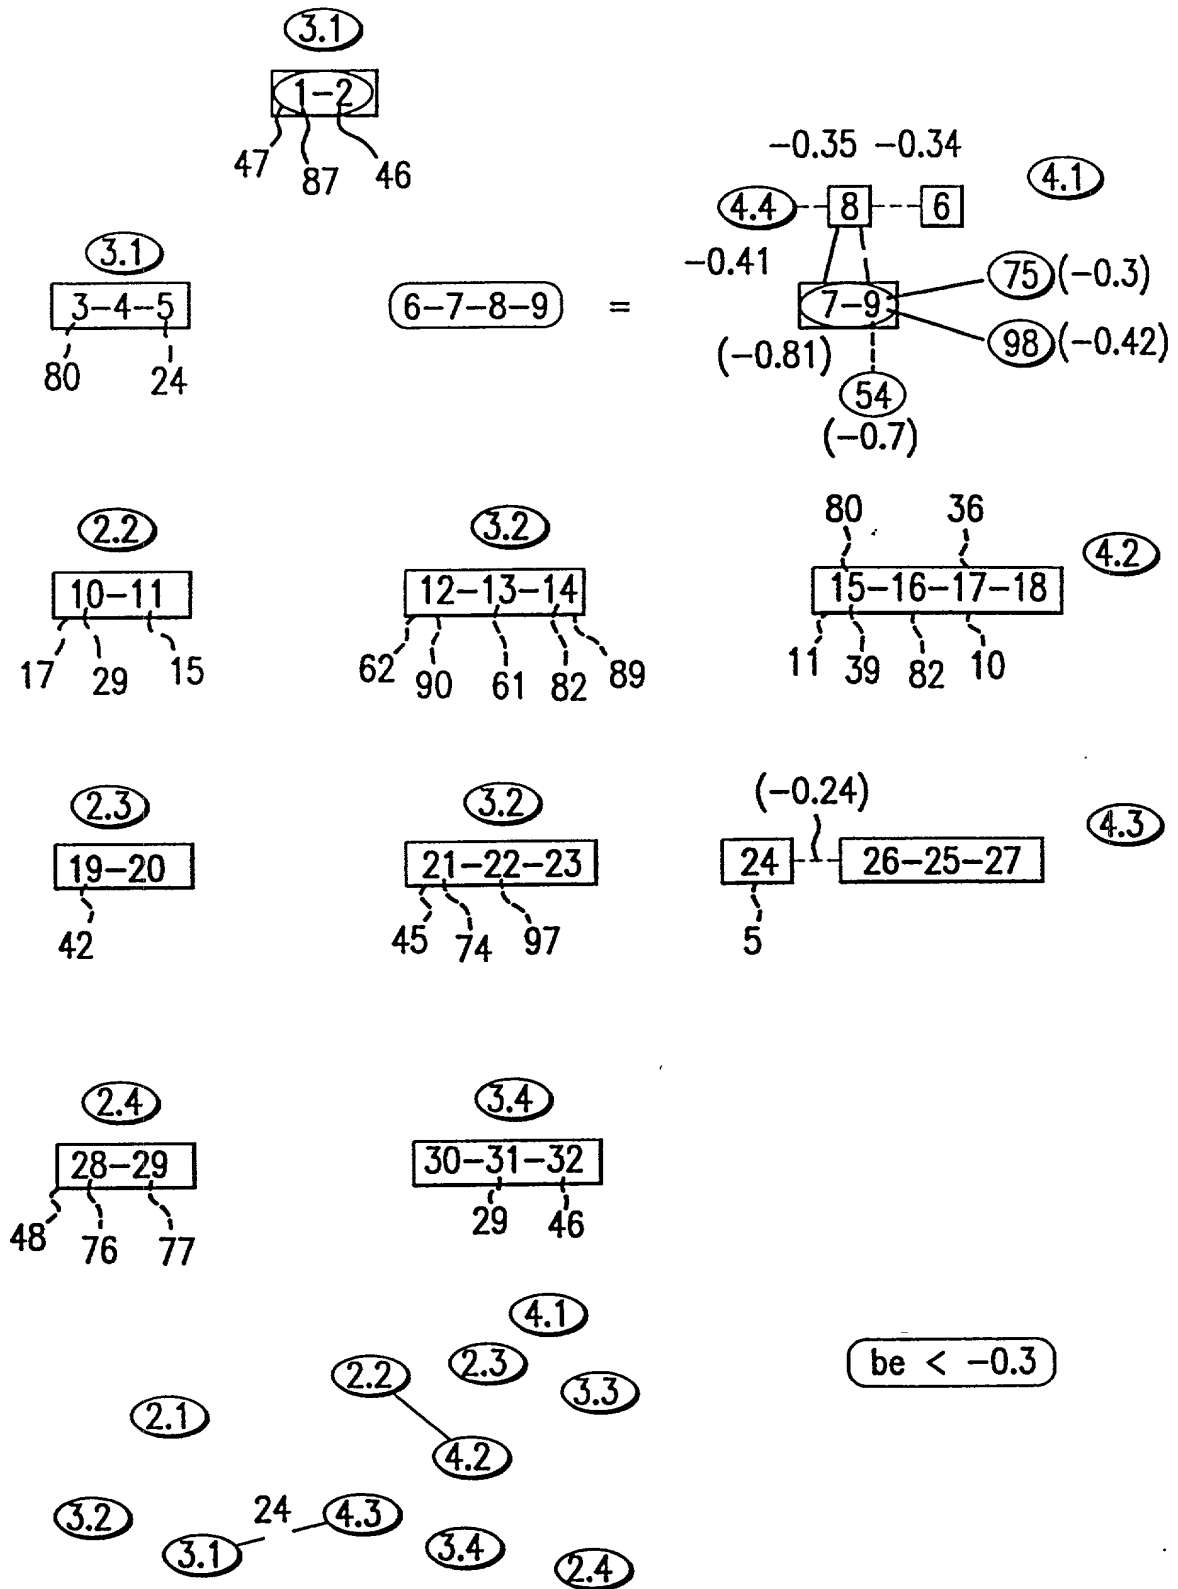 3.1
1-2
47 87 46
-0.35 -0.34
4.4 8 6 4.1
3.1
-0.41
3-4-5 6-7-8-9 = 7-9 75 (-0.3)
98 (-0.42)
80 24 (-0.81)
54
(-0.7)
80 36
2.2 3.2 4.2
10-11 12-13-14 15-16-17-18
17 29 15 62 90 61 82 89 11 39 82 10
(-0.24)
2.3 3.2 4.3
19-20 21-22-23 24 26-25-27
42 45 74 97 5
2.4 3.4
28-29 30-31-32
48 76 77 29 46
4.1
2.2 2.3 be < -0.3
3.3
2.1
4.2
3.2 24 4.3
3.1 3.4
2.4